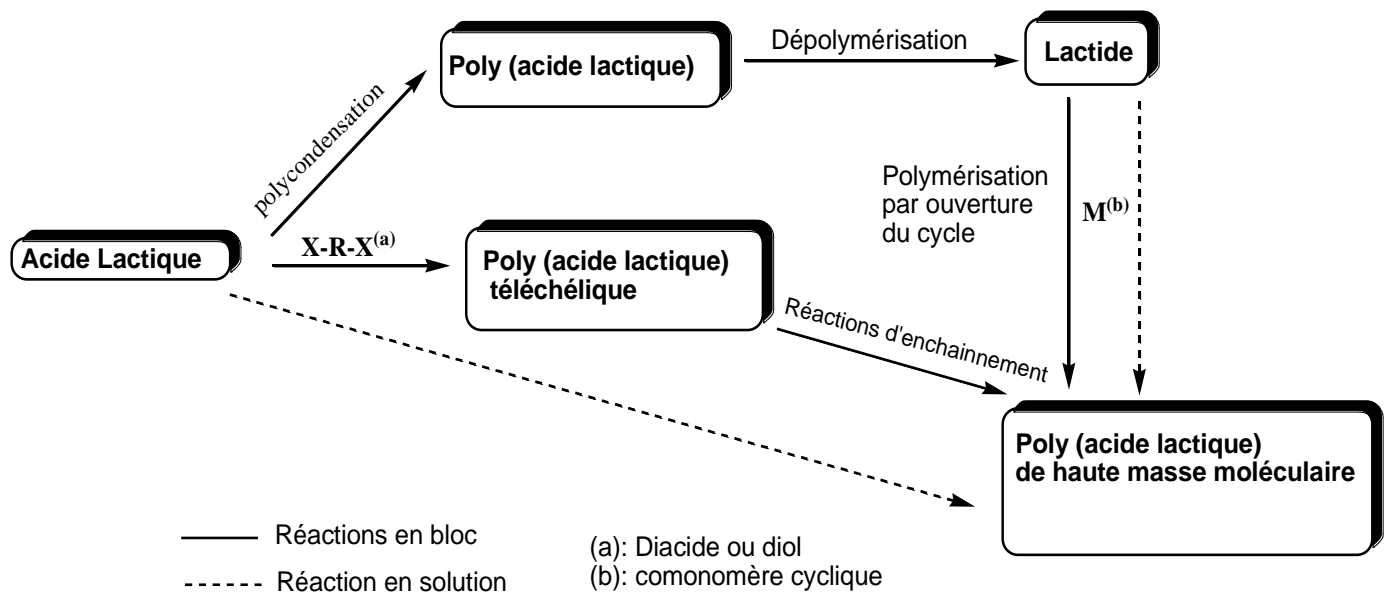 Dépolymérisation
Poly (acide lactique)
Lactide
polycondensation
Polymérisation
par ouverture
du cycle
M(b)
Acide Lactique
X-R-X(a)
Poly (acide lactique)
téléchélique
Réactions d'enchainnement
Poly (acide lactique)
de haute masse moléculaire
Réactions en bloc
Réaction en solution
(a): Diacide ou diol
(b): comonomère cyclique